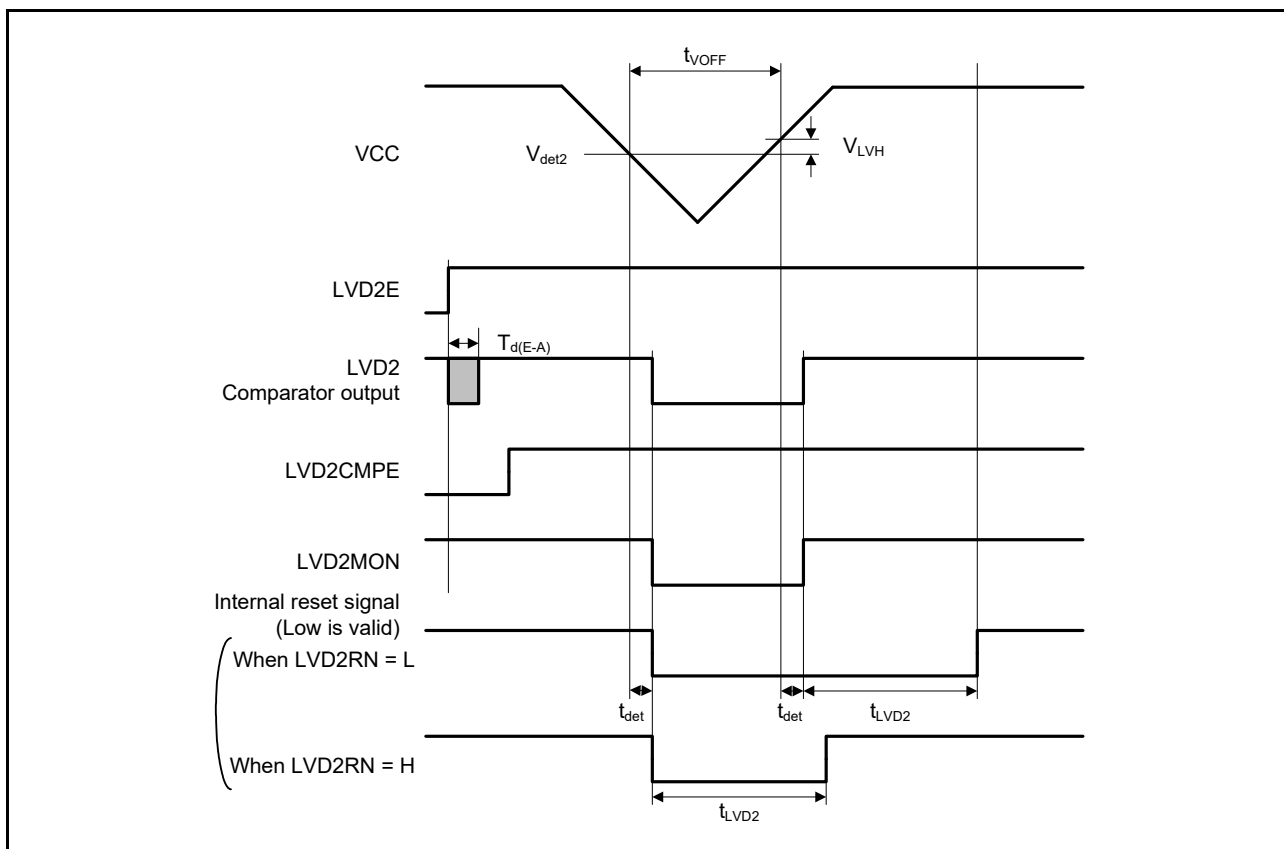 tVOFF
VCC
Vdet2
VLVH
LVD2E
Td(E-A)
LVD2
Comparator output
LVD2CMPE
LVD2MON
Internal reset signal
(Low is valid)
When LVD2RN = L
tdet
tdet
tLVD2
When LVD2RN = H
tLVD2